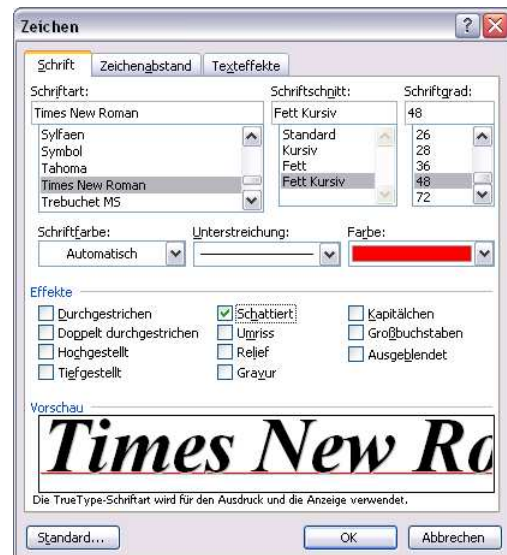 Zeichen
Schrift Zeichenabstand Texteffekte
Schriftart: Schriftschnitt: Schriftgrad:
Times New Roman Fett Kursiv 48
Sylfaen Standard 26
Symbol Kursiv 28
Tahoma Fett 36
Times New Roman Fett Kursiv 48
Trebuchet MS 72
Schriftfarbe: Unterstreichung: Farbe:
Automatisch
Effekte
Durchgestrichen Schattiert Kapitälchen
Doppelt durchgestrichen Umriss Großbuchstaben
Hochgestellt Relief Ausgeblendet
Tiefgestellt Gravur
Vorschau
Times New Ro
Die TrueType-Schriftart wird für den Ausdruck und die Anzeige verwendet.
Standard... OK Abbrechen